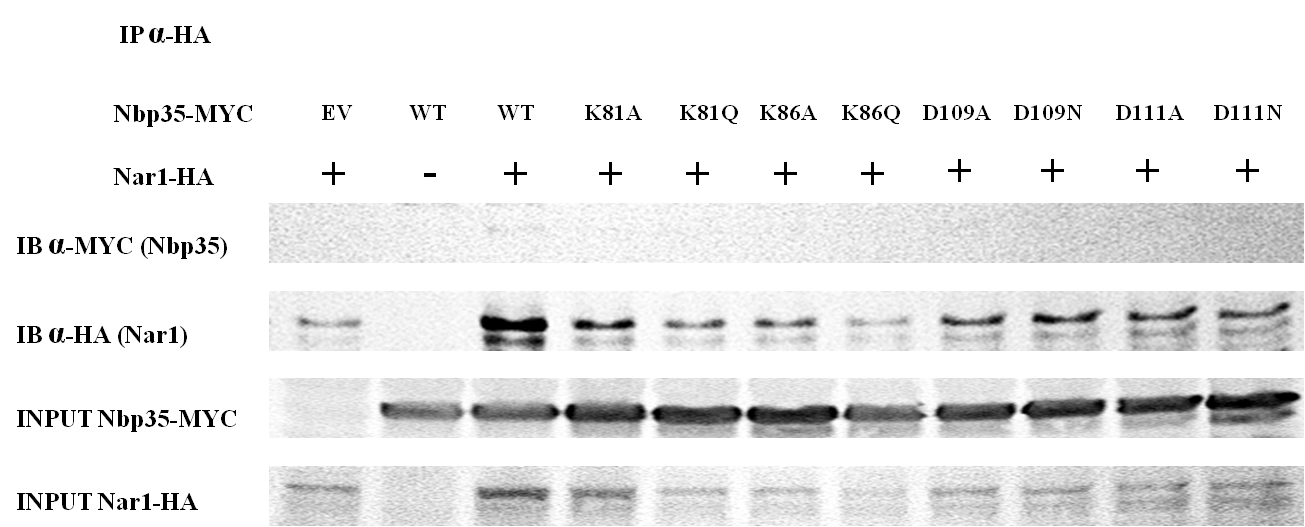 IP α-HA
Nbp35-MYC EV WT WT K81A K81Q K86A K86Q D109A D109N D111A D111N
Nar1-HA + - + + + + + + + + +
IB α-MYC (Nbp35)
IB α-HA (Nar1)
INPUT Nbp35-MYC
INPUT Nar1-HA